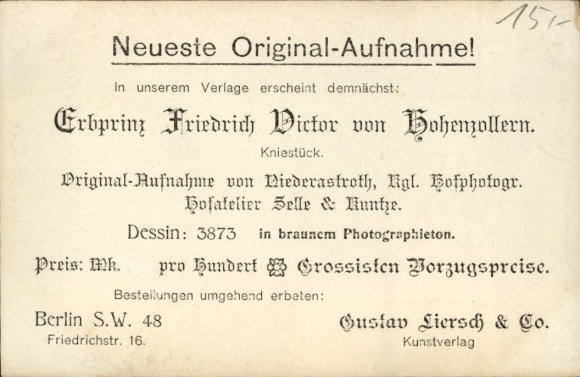 15,-
Neueste Original-Aufnahme!
In unserem Verlage erscheint demnächst:
Erbprinz Friedrich Victor von Hohenzollern.
Kniestück.
Original-Aufnahme von Niederastroth, Kgl. Hofphotogr.
Hofatelier Selle & Kuntze.
Dessin: 3873 in braunem Photographieton.
Preis: Mk. pro Hundert Grossisten Vorzugspreise.
Bestellungen umgehend erbeten:
Berlin S.W. 48 Gustav Liersch & Co.
Friedrichstr. 16. Kunstverlag